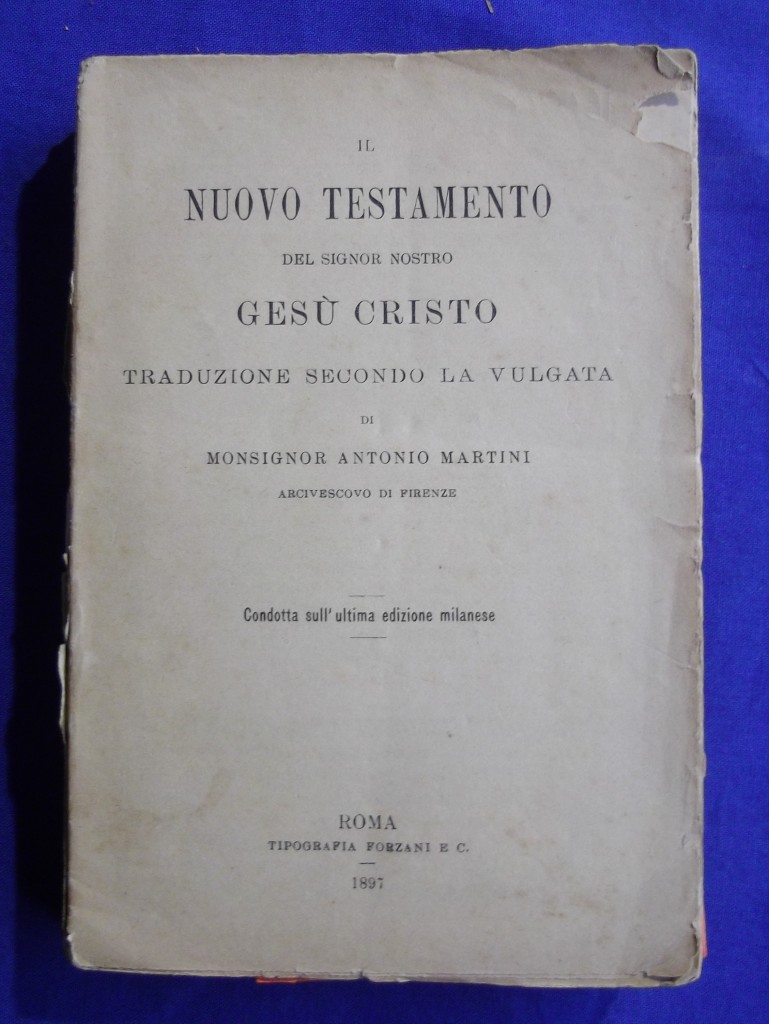 IL
NUOVO TESTAMENTO
DEL SIGNOR NOSTRO
GESÙ CRISTO
TRADUZIONE SECONDO LA VULGATA
DI
MONSIGNOR ANTONIO MARTINI
ARCIVESCOVO DI FIRENZE
Condotta sull'ultima edizione milanese
ROMA
TIPOGRAFIA FORZANI E C.
1897